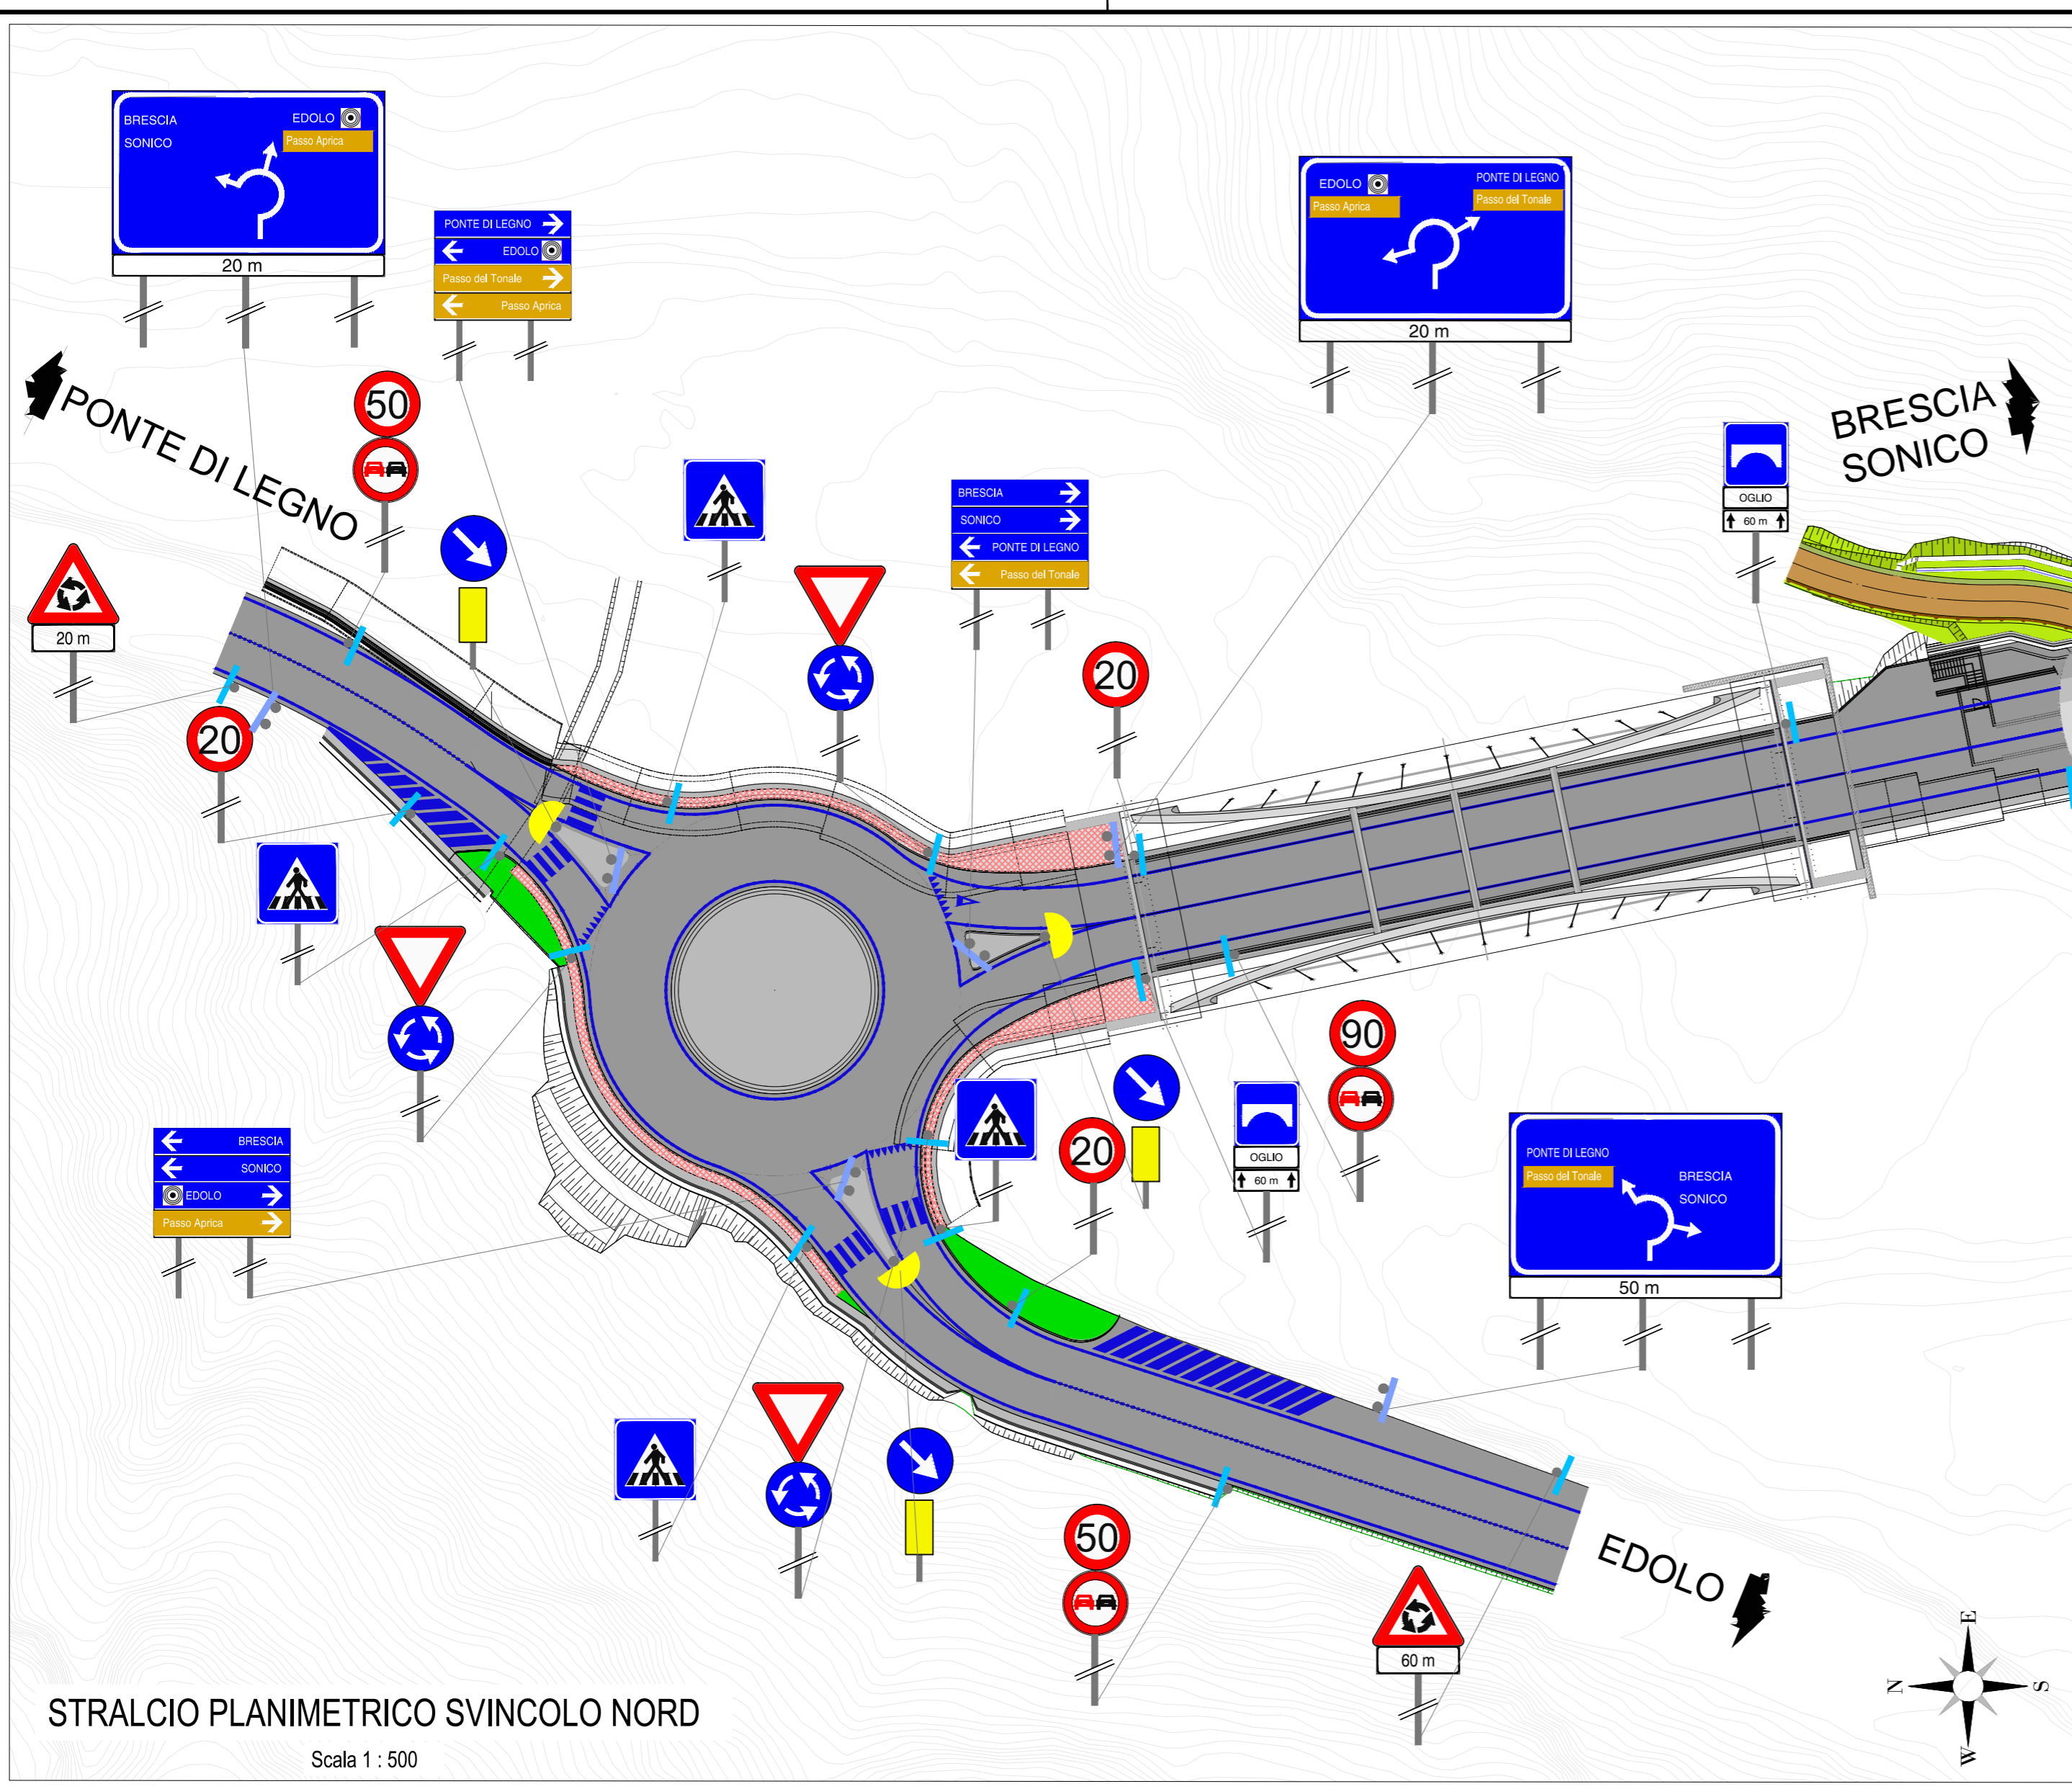 BRESCIA
SONICO
EDOLO
Passo Aprica
20 m
PONTE DI LEGNO
EDOLO
Passo del Tonale
Passo Aprica
EDOLO
Passo Aprica
PONTE DI LEGNO
Passo del Tonale
20 m
PONTE DI LEGNO
50
BRESCIA
SONICO
OGLIO
60 m
BRESCIA
SONICO
PONTE DI LEGNO
Passo del Tonale
20 m
20
20
90
20
OGLIO
60 m
BRESCIA
SONICO
EDOLO
Passo Aprica
PONTE DI LEGNO
Passo del Tonale
BRESCIA
SONICO
50 m
50
EDOLO
60 m
E
N
S
W
STRALCIO PLANIMETRICO SVINCOLO NORD
Scala 1 : 500